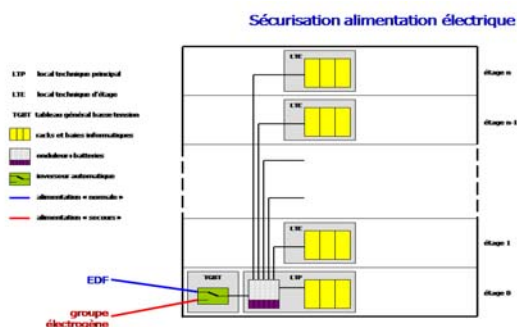 Sécurisation alimentation électrique
LTP local technique principal
LTE local technique d'étage
TGBT tableau général basse tension
racks et baies informatiques
onduleur+batteries
inverseur automatique
alimentation « normale »
alimentation « secours »
LTE
étage n
LTE
étage n-1
LTE
étage 1
TGBT
LTP
étage 0
EDF
groupe
électrogène